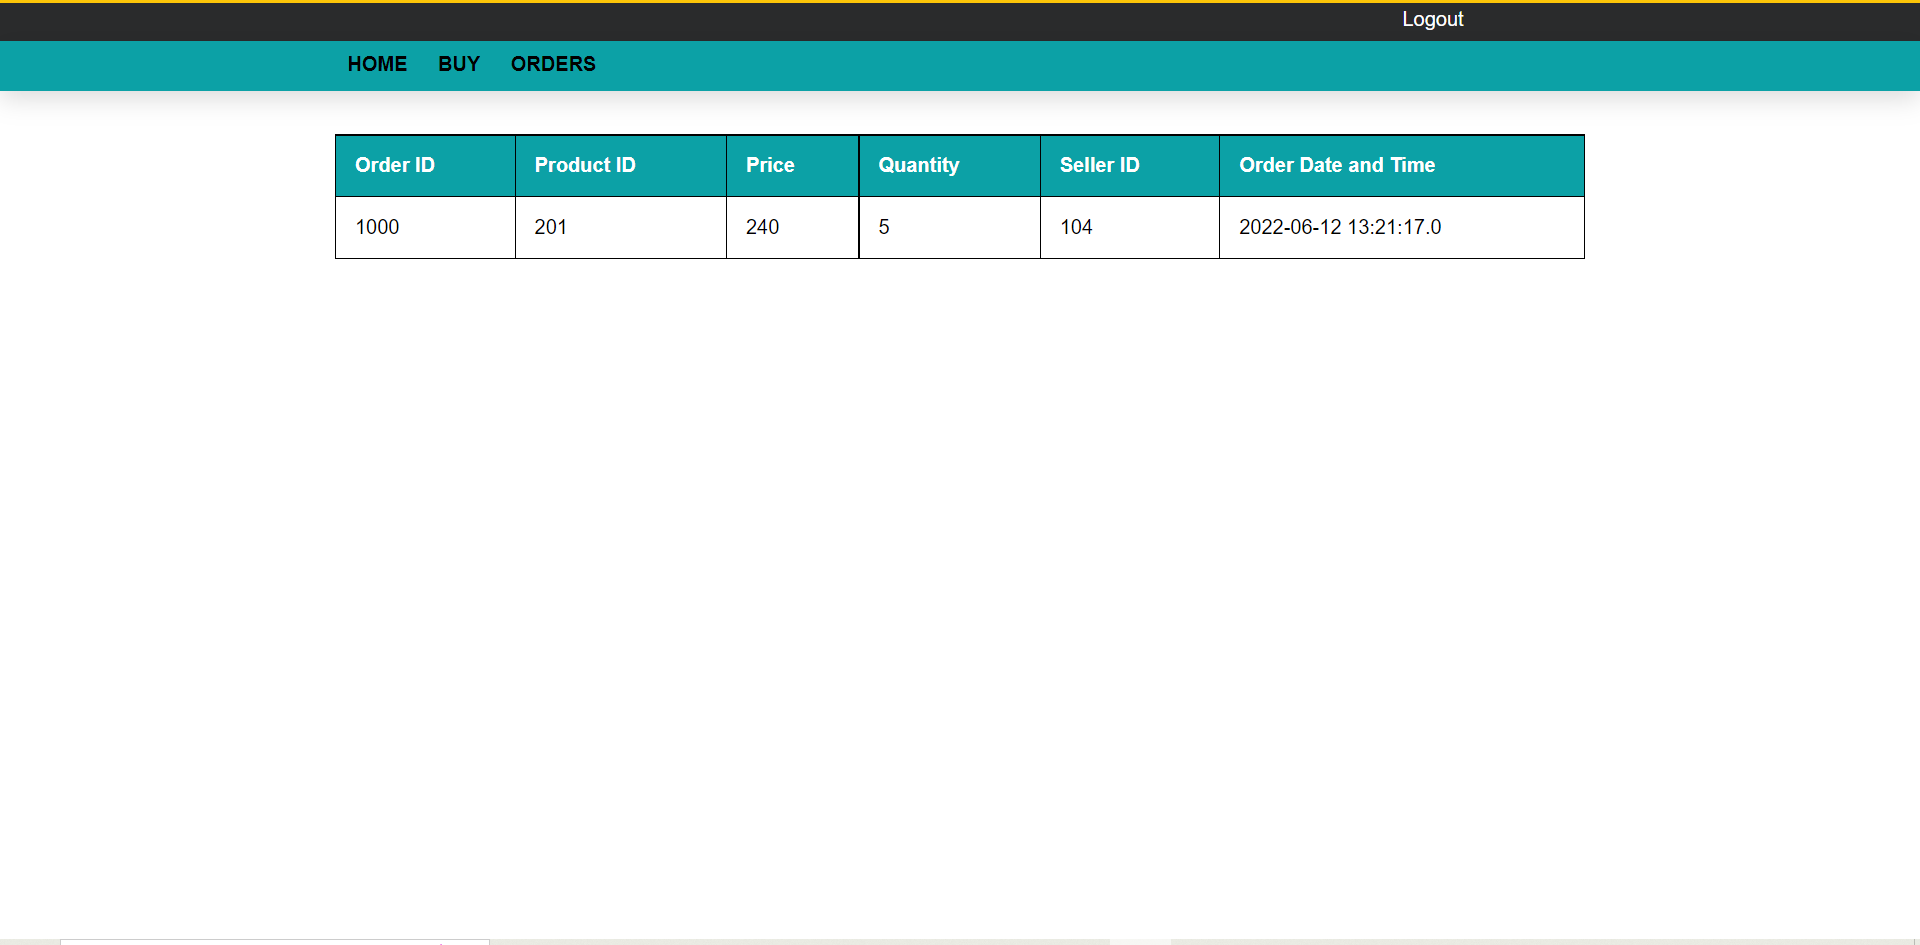 Logout
HOME BUY ORDERS
Order ID Product ID Price Quantity Seller ID Order Date and Time
1000 201 240 5 104 2022-06-12 13:21:17.0